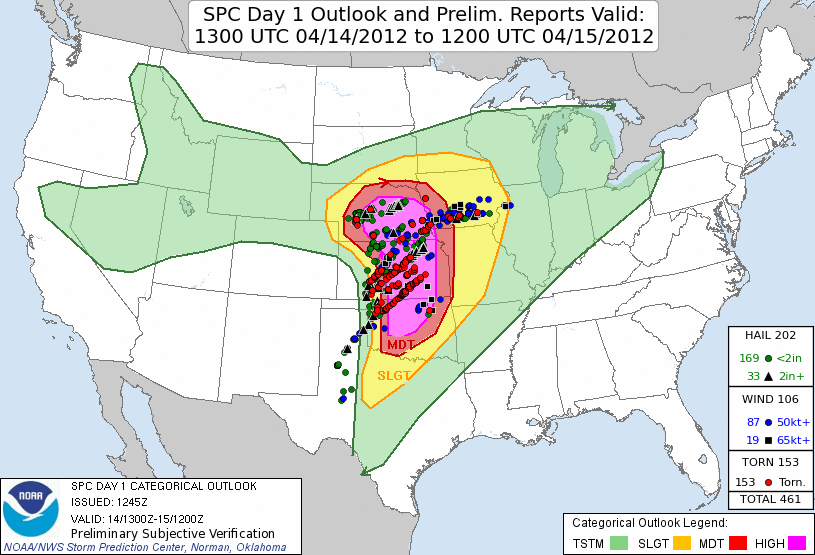 SPC Day 1 Outlook and Prelim. Reports Valid:
1300 UTC 04/14/2012 to 1200 UTC 04/15/2012
MDT
SLGT
HAIL 202
169 <2in
33 2in+
WIND 106
87 50kt+
19 65kt+
TORN 153
153 Torn.
TOTAL 461
NOAA
SPC DAY 1 CATEGORICAL OUTLOOK
ISSUED: 1245Z
VALID: 14/1300Z-15/1200Z
Preliminary Subjective Verification
NOAA/NWS Storm Prediction Center, Norman, Oklahoma
Categorical Outlook Legend:
TSTM SLGT MDT HIGH